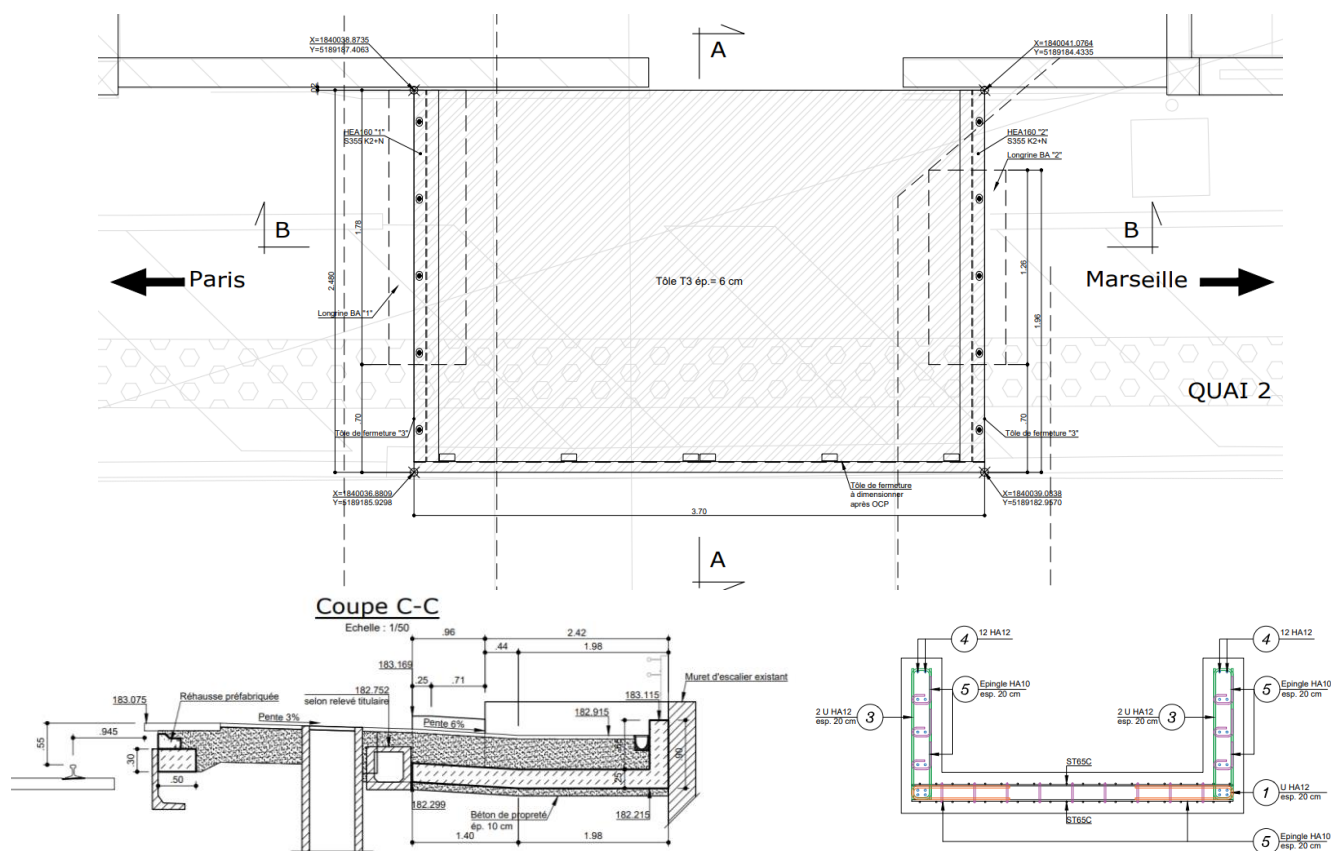 A
X=1840038.8735
Y=5189187.4063
X=1840041.0764
Y=5189184.4335
.02
HEA160 "1"
S355 K2+N
HEA160 "2"
S355 K2+N
Longrine BA "2"
B
B
1.78
2.480
1.26
1.96
Paris
Tôle T3 ép.= 6 cm
Marseille
Longrine BA "1"
QUAI 2
.70
.70
Tôle de fermeture "3"
Tôle de fermeture "3"
X=1840036.8809
Y=5189185.9298
Tôle de fermeture
à dimensionner
après OCP
X=1840039.0838
Y=5189182.9570
3.70
A
Coupe C-C
Echelle : 1/50
.96
2.42
.44
1.98
183.169
.25
.71
Muret d'escalier existant
183.075
Réhausse préfabriquée
182.752
selon relevé titulaire
183.115
Pente 3%
Pente 6%
182.915
.945
.55
.30
.50
.25
.90
182.299
Béton de propreté
ép. 10 cm
182.215
1.40
1.98
4
12 HA12
4
12 HA12
5
Epingle HA10
esp. 20 cm
5
Epingle HA10
esp. 20 cm
2 U HA12
esp. 20 cm
3
2 U HA12
esp. 20 cm
3
ST65C
1
U HA12
esp. 20 cm
ST65C
5
Epingle HA10
esp. 20 cm